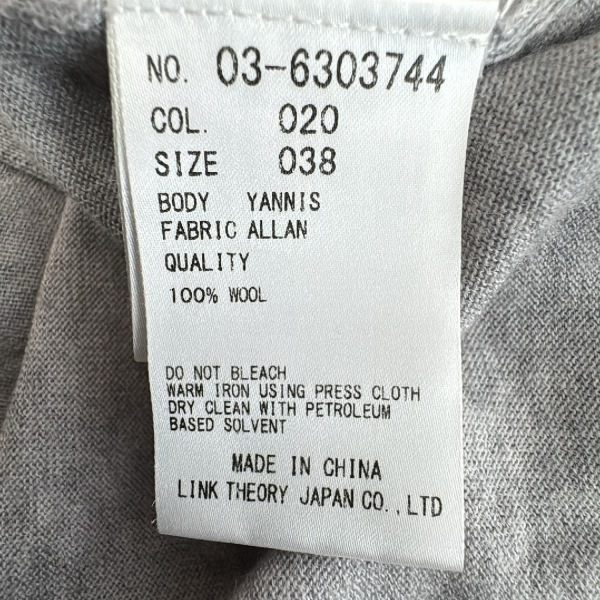 NO. 03-6303744
COL. 020
SIZE 038
BODY YANNIS
FABRIC ALLAN
QUALITY
100% WOOL
DO NOT BLEACH
WARM IRON USING PRESS CLOTH
DRY CLEAN WITH PETROLEUM
BASED SOLVENT
MADE IN CHINA
LINK THEORY JAPAN CO.,LTD